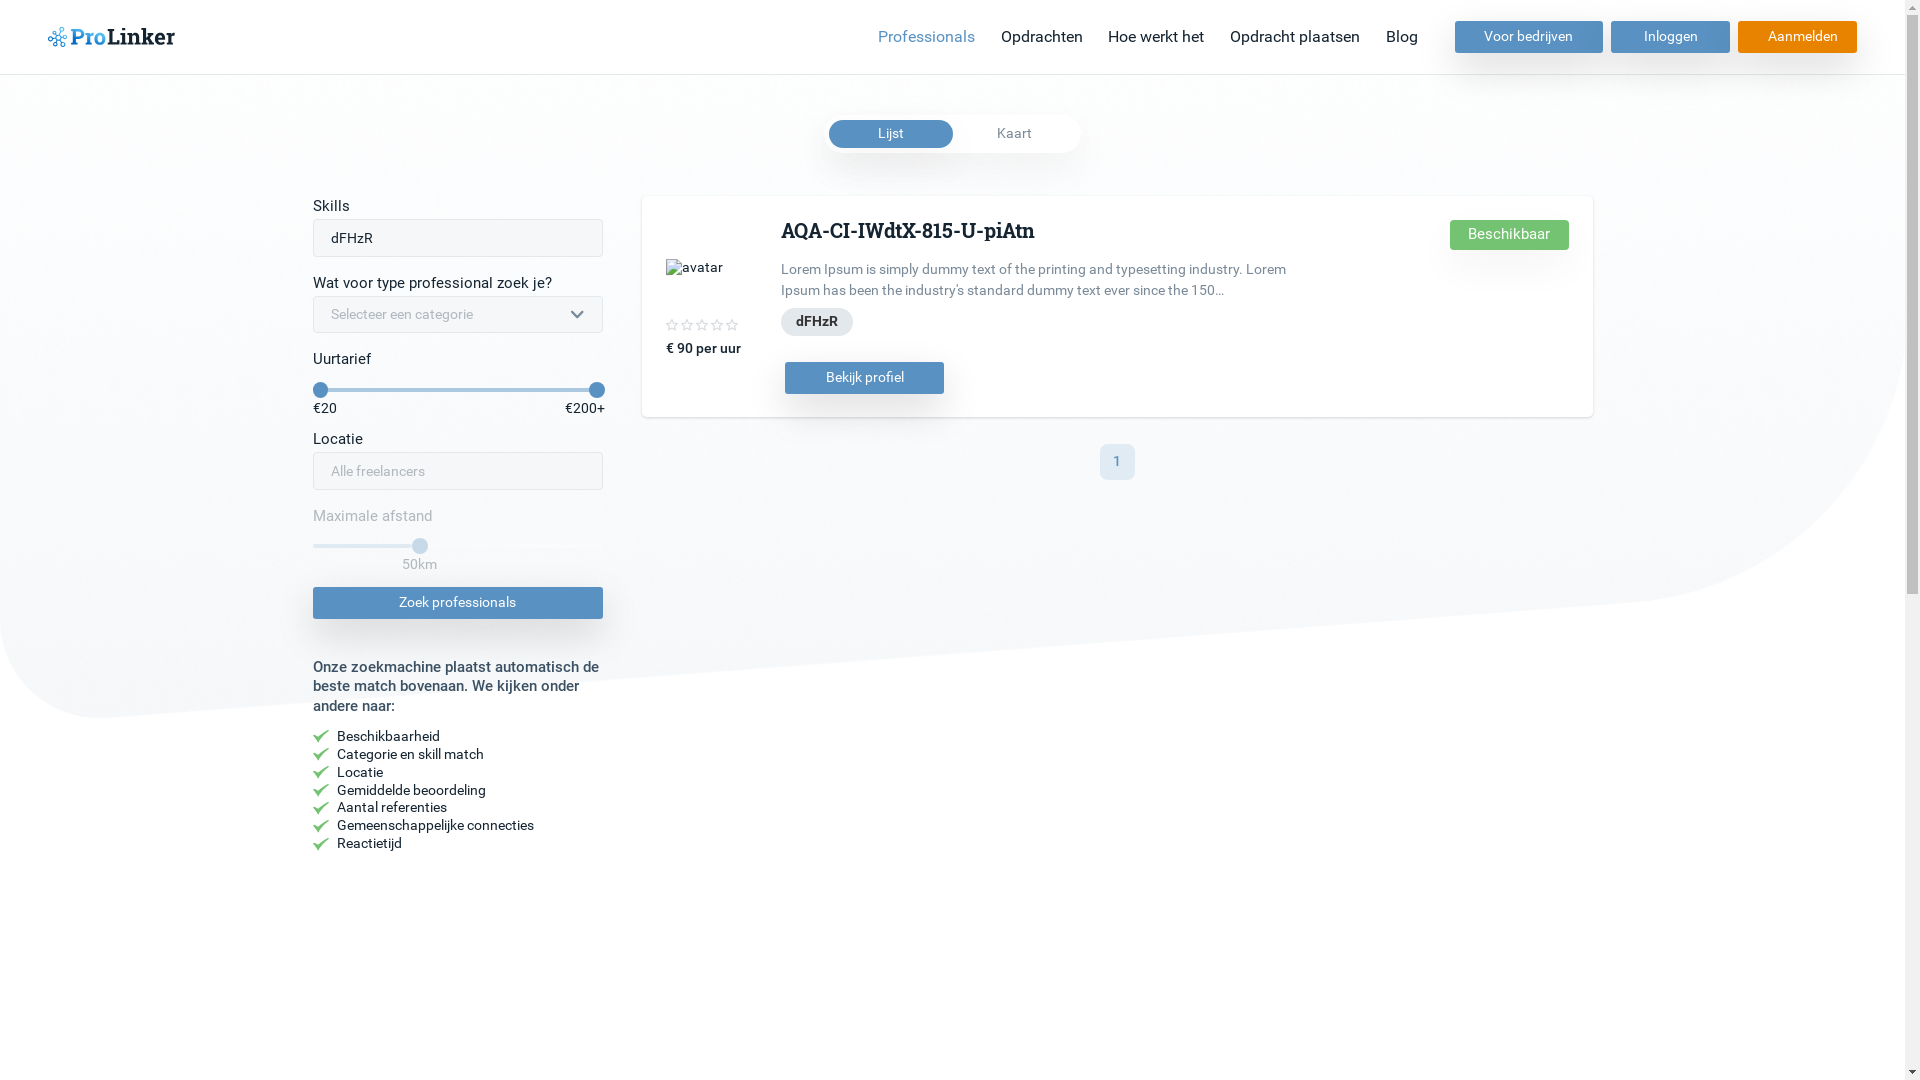 ProLinker
Professionals
Opdrachten
Hoe werkt het
Opdracht plaatsen
Blog
Voor bedrijven
Inloggen
Aanmelden
Lijst
Kaart
Skills
dFHzR
Wat voor type professional zoek je?
Selecteer een categorie
Uurtarief
€20
€200+
Locatie
Alle freelancers
Maximale afstand
50km
Zoek professionals
Onze zoekmachine plaatst automatisch de
beste match bovenaan. We kijken onder
andere naar:
Beschikbaarheid
Categorie en skill match
Locatie
Gemiddelde beoordeling
Aantal referenties
Gemeenschappelijke connecties
Reactietijd
avatar
€ 90 per uur
AQA-CI-IWdtX-815-U-piAtn
Lorem Ipsum is simply dummy text of the printing and typesetting industry. Lorem
Ipsum has been the industry's standard dummy text ever since the 150...
dFHzR
Bekijk profiel
Beschikbaar
1